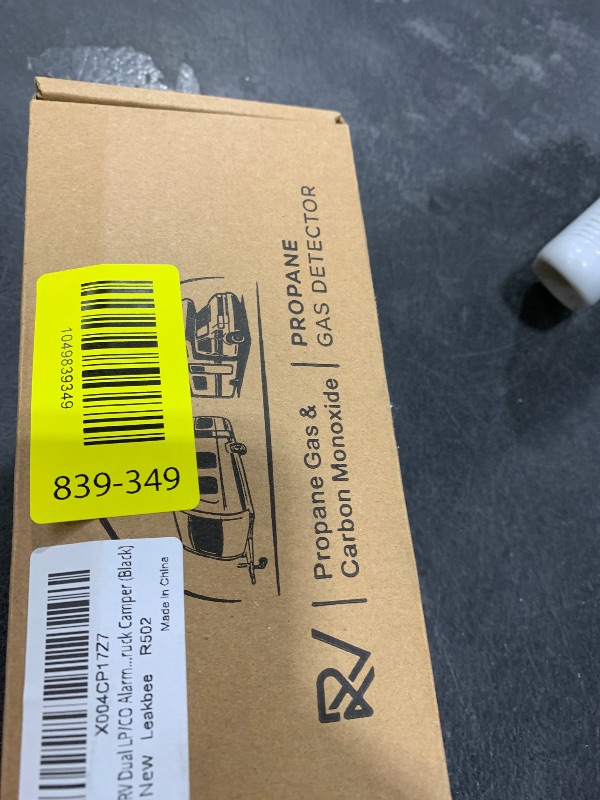 1049839349
839-349
X004CP17Z7
RV Dual LP/CO Alarm...ruck Camper (Black)
New Leakbee R502
Made in China
RV
Propane Gas &
Carbon Monoxide
PROPANE
GAS DETECTOR